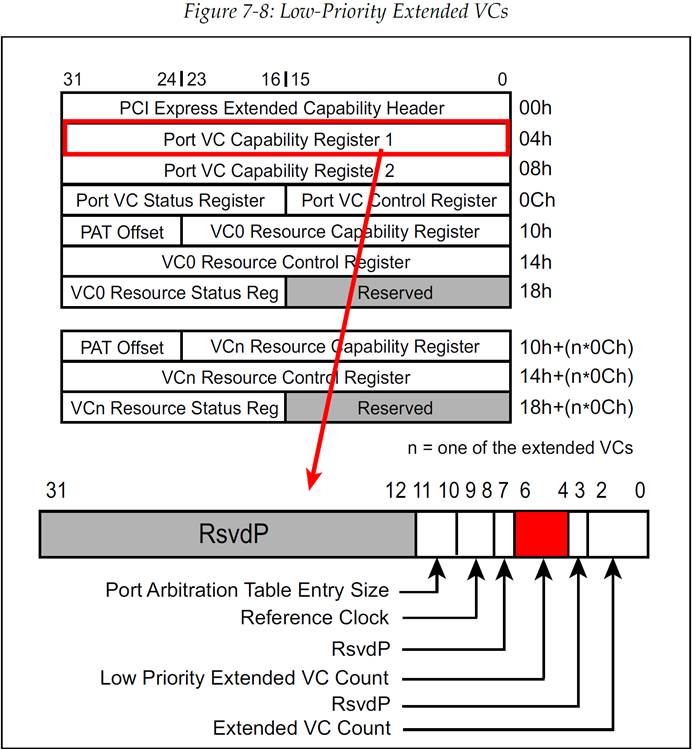 Figure 7-8: Low-Priority Extended VCs
31 24 23 16 15 0
PCI Express Extended Capability Header 00h
Port VC Capability Register 1 04h
Port VC Capability Register 2 08h
Port VC Status Register Port VC Control Register 0Ch
PAT Offset VC0 Resource Capability Register 10h
VC0 Resource Control Register 14h
VC0 Resource Status Reg Reserved 18h
PAT Offset VCn Resource Capability Register 10h+(n*0Ch)
VCn Resource Control Register 14h+(n*0Ch)
VCn Resource Status Reg Reserved 18h+(n*0Ch)
n = one of the extended VCs
31 12 11 10 9 8 7 6 4 3 2 0
RsvdP
Port Arbitration Table Entry Size
Reference Clock
RsvdP
Low Priority Extended VC Count
RsvdP
Extended VC Count